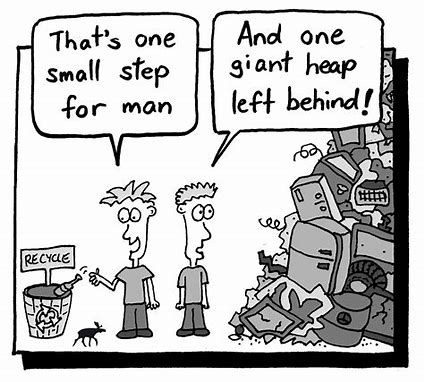 That's one
small step
for man
And one
giant heap
left behind!
RECYCLE